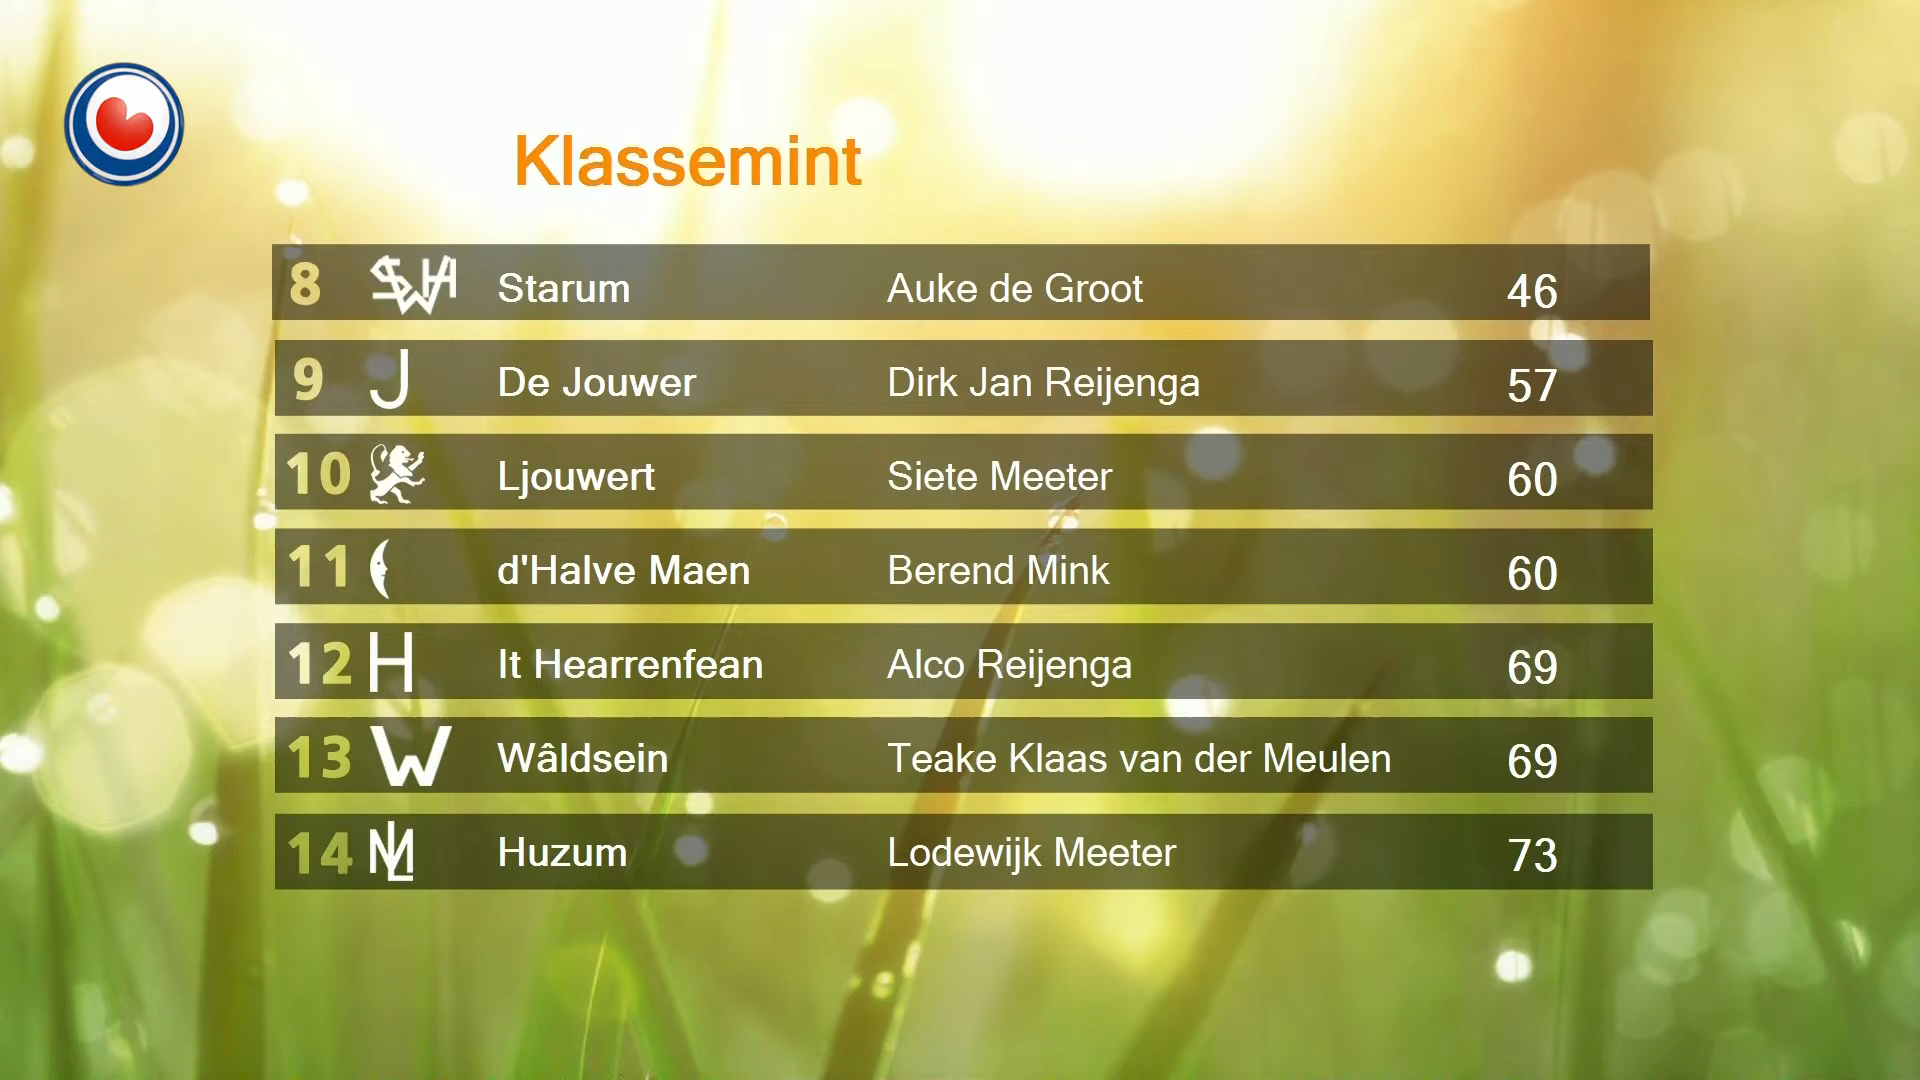 Klassemint
8 SWH Starum Auke de Groot 46
9 J De Jouwer Dirk Jan Reijenga 57
10 Ljouwert Siete Meeter 60
11 d'Halve Maen Berend Mink 60
12 H It Hearrenfean Alco Reijenga 69
13 W Wâldsein Teake Klaas van der Meulen 69
14 Huzum Lodewijk Meeter 73